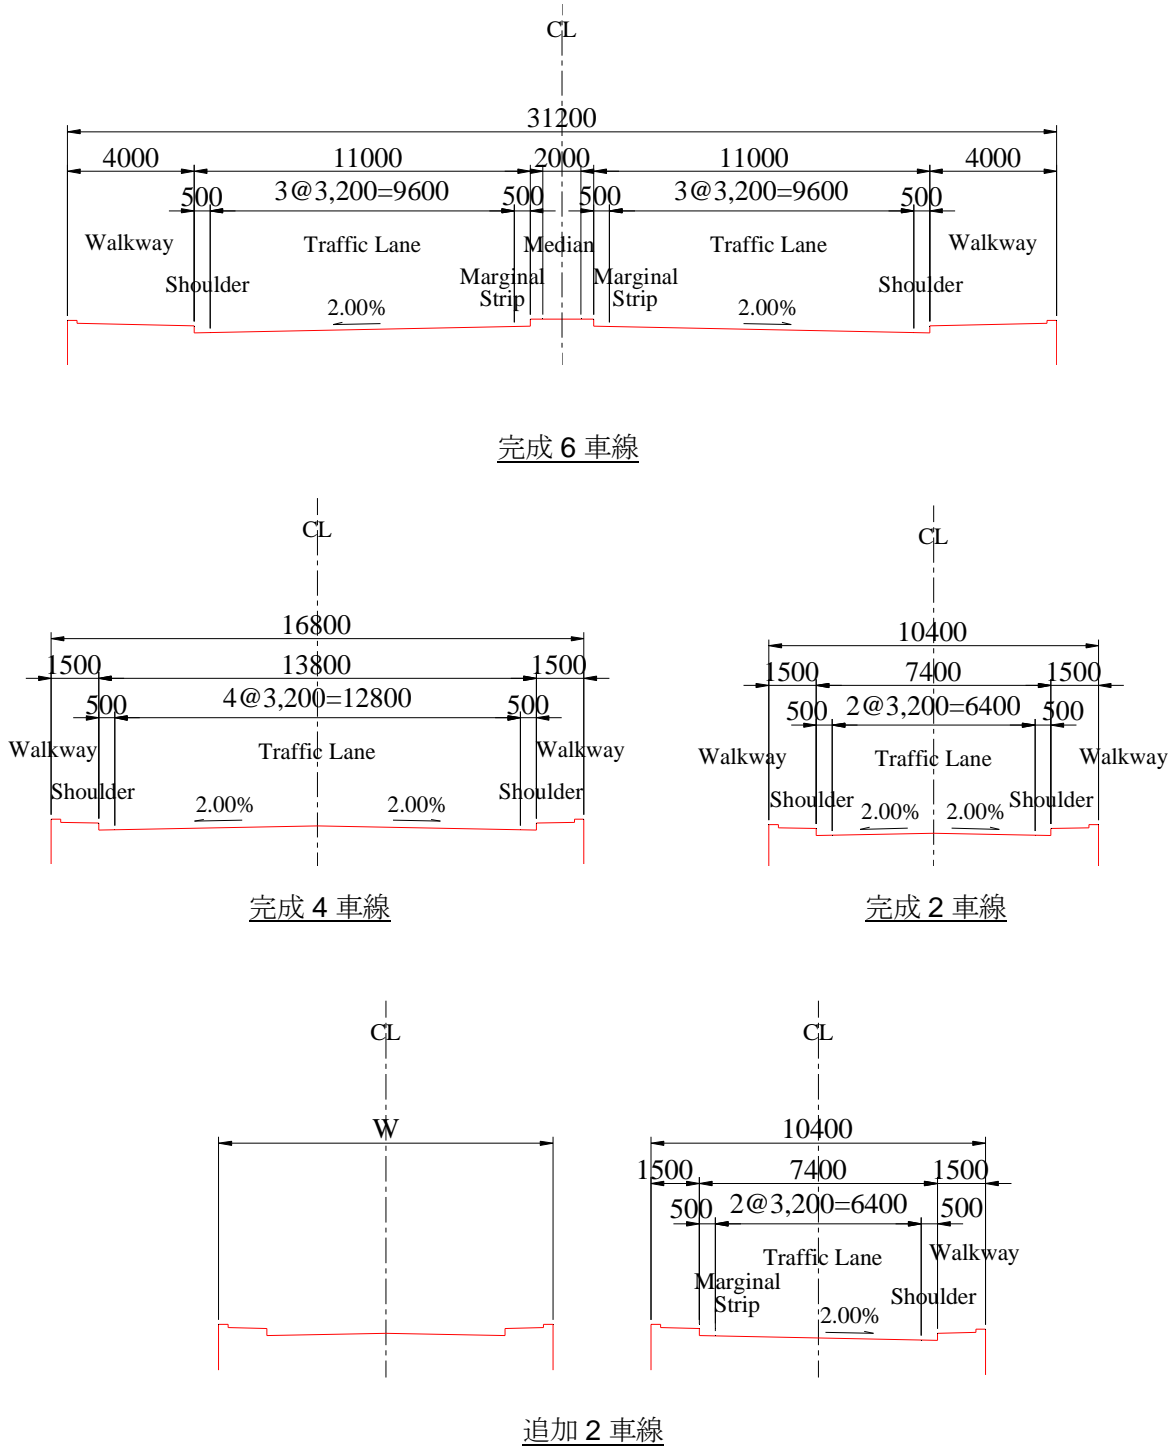 CL
31200
4000 11000 2000 11000 4000
500 3@3,200=9600 500 500 3@3,200=9600 500
Walkway Traffic Lane Median Traffic Lane Walkway
Shoulder Marginal Strip Marginal Strip Shoulder
2.00% 2.00%
完成 6 車線
CL
16800
1500 13800 1500
500 4@3,200=12800 500
Walkway Traffic Lane Walkway
Shoulder Shoulder
2.00% 2.00%
完成 4 車線
CL
10400
1500 7400 1500
500 2@3,200=6400 500
Walkway Traffic Lane Walkway
Shoulder Shoulder
2.00% 2.00%
完成 2 車線
CL
W
CL
10400
1500 7400 1500
500 2@3,200=6400 500
Traffic Lane Walkway
Marginal Strip Shoulder
2.00%
追加 2 車線